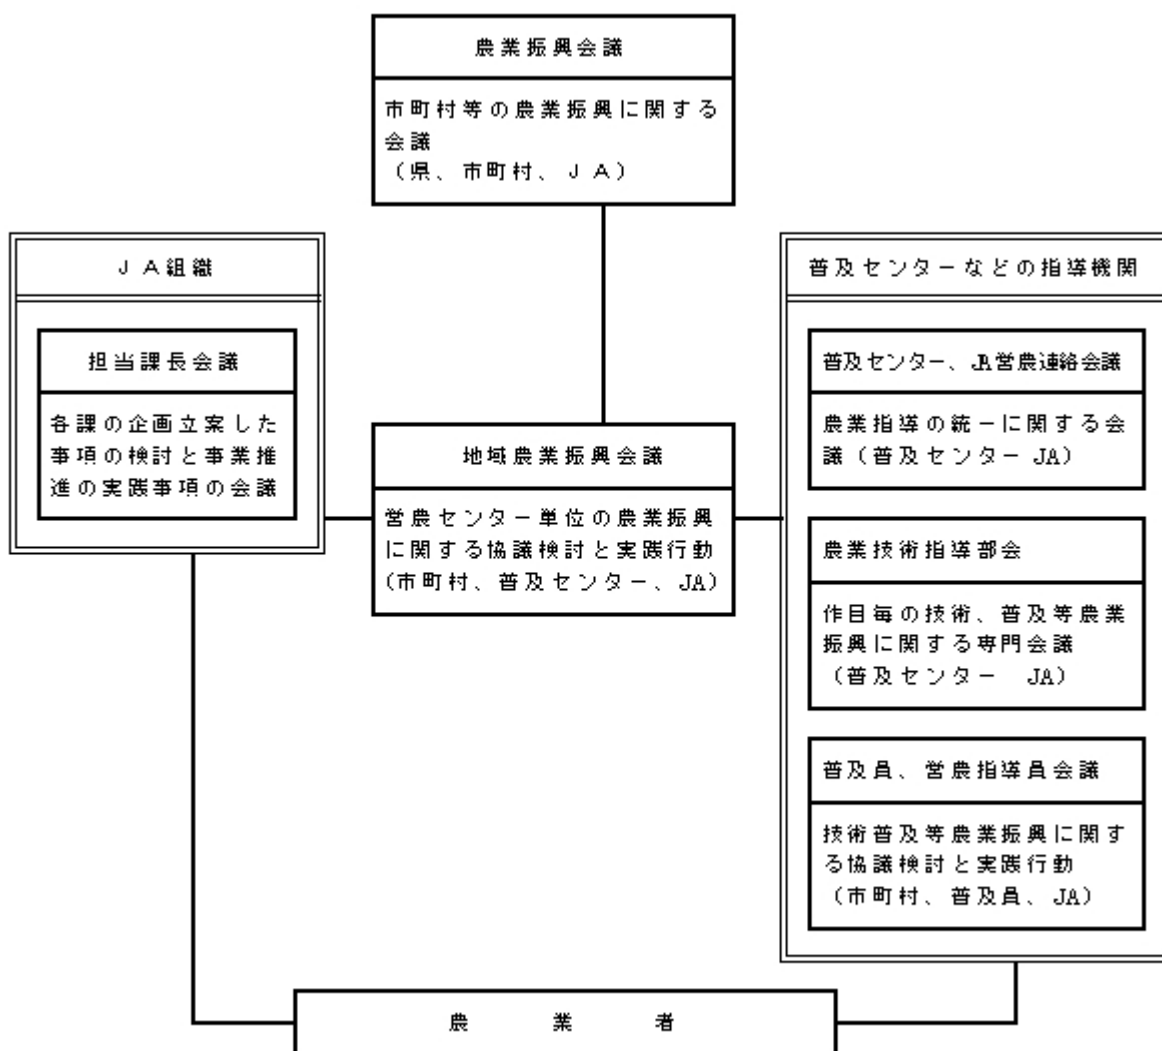 農業振興会議
市町村等の農業振興に関する
会議
（県、市町村、ＪＡ）
ＪＡ組織
担当課長会議
各課の企画立案した
事項の検討と事業推
進の実践事項の会議
地域農業振興会議
営農センター単位の農業振興
に関する協議検討と実践行動
(市町村、普及センター、JA)
普及センターなどの指導機関
普及センター、JA営農連絡会議
農業指導の統一に関する会
議（普及センターJA）
農業技術指導部会
作目毎の技術、普及等農業
振興に関する専門会議
（普及センター　JA）
普及員、営農指導員会議
技術普及等農業振興に関す
る協議検討と実践行動
（市町村、普及員、JA）
農　業　者